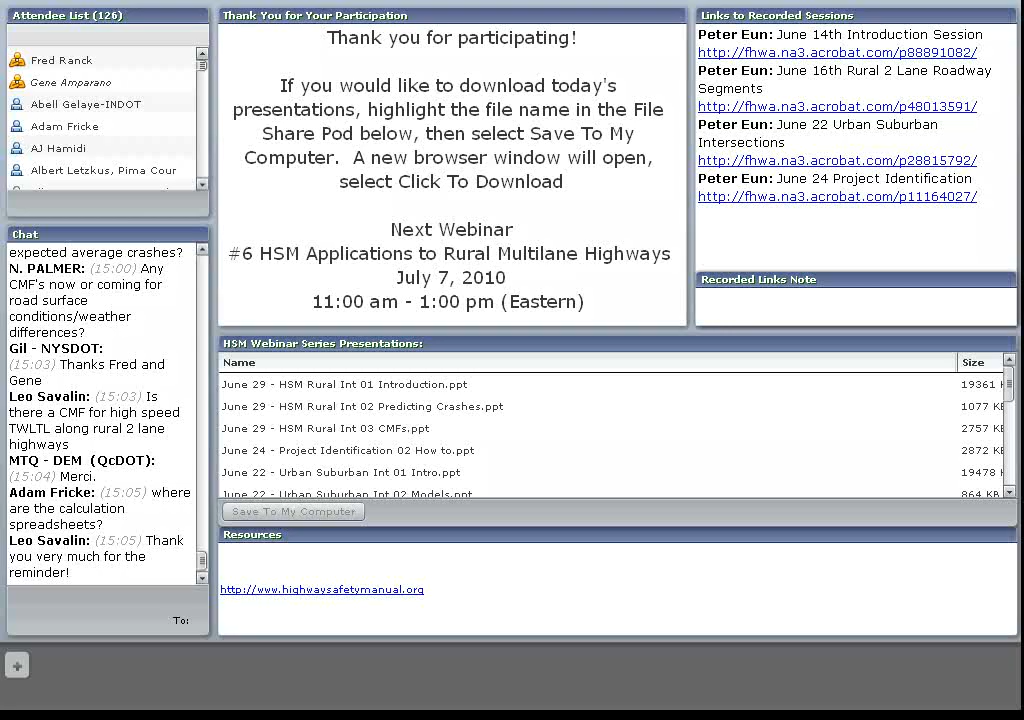 Attendee List (126)
Fred Ranck
Gene Amparano
Abell Gelaye-INDOT
Adam Fricke
AJ Hamidi
Albert Letzkus, Pima Cour
Chat
expected average crashes?
N. PALMER: (15:00) Any
CMF's now or coming for
road surface
conditions/weather
differences?
Gil - NYSDOT:
(15:03) Thanks Fred and
Gene
Leo Savalin: (15:03) Is
there a CMF for high speed
TWLTL along rural 2 lane
highways
MTQ - DEM (QcDOT):
(15:04) Merci.
Adam Fricke: (15:05) where
are the calculation
spreadsheets?
Leo Savalin: (15:05) Thank
you very much for the
reminder!
To:
Thank You for Your Participation
Thank you for participating!
If you would like to download today's
presentations, highlight the file name in the File
Share Pod below, then select Save To My
Computer. A new browser window will open,
select Click To Download
Next Webinar
#6 HSM Applications to Rural Multilane Highways
July 7, 2010
11:00 am - 1:00 pm (Eastern)
Links to Recorded Sessions
Peter Eun: June 14th Introduction Session
http://fhwa.na3.acrobat.com/p88891082/
Peter Eun: June 16th Rural 2 Lane Roadway
Segments
http://fhwa.na3.acrobat.com/p48013591/
Peter Eun: June 22 Urban Suburban
Intersections
http://fhwa.na3.acrobat.com/p28815792/
Peter Eun: June 24 Project Identification
http://fhwa.na3.acrobat.com/p11164027/
Recorded Links Note
HSM Webinar Series Presentations:
Name Size
June 29 - HSM Rural Int 01 Introduction.ppt 19361
June 29 - HSM Rural Int 02 Predicting Crashes.ppt 1077 KB
June 29 - HSM Rural Int 03 CMFs.ppt 2757 KB
June 24 - Project Identification 02 How to.ppt 2872 KB
June 22 - Urban Suburban Int 01 Intro.ppt 19478
June 22 - Urban Suburban Int 02 Models.ppt 864 KB
Save To My Computer
Resources
http://www.highwaysafetymanual.org